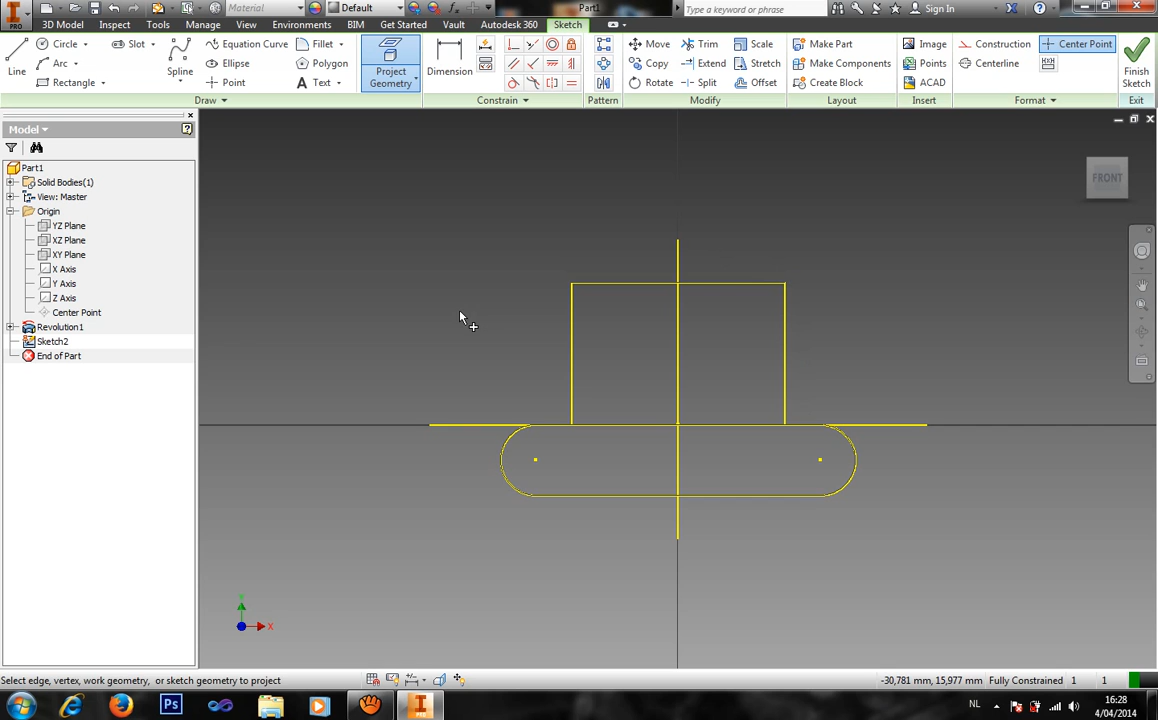 Material
Default
Part1
Type a keyword or phrase
Sign In
PRO
3D Model
Inspect
Tools
Manage
View
Environments
BIM
Get Started
Vault
Autodesk 360
Sketch
Line
Circle
Arc
Rectangle
Slot
Spline
Equation Curve
Ellipse
Point
Fillet
Polygon
Text
Project Geometry
Dimension
Move
Copy
Rotate
Trim
Extend
Split
Scale
Stretch
Offset
Make Part
Make Components
Create Block
Image
Points
ACAD
Construction
Centerline
Center Point
Finish Sketch
Draw
Constrain
Pattern
Modify
Layout
Insert
Format
Exit
Model
Part1
Solid Bodies(1)
View: Master
Origin
YZ Plane
XZ Plane
XY Plane
X Axis
Y Axis
Z Axis
Center Point
Revolution1
Sketch2
End of Part
FRONT
X
Select edge, vertex, work geometry, or sketch geometry to project
-30,781 mm, 15,977 mm
Fully Constrained
1
1
Ps
PRO
NL
16:28
4/04/2014